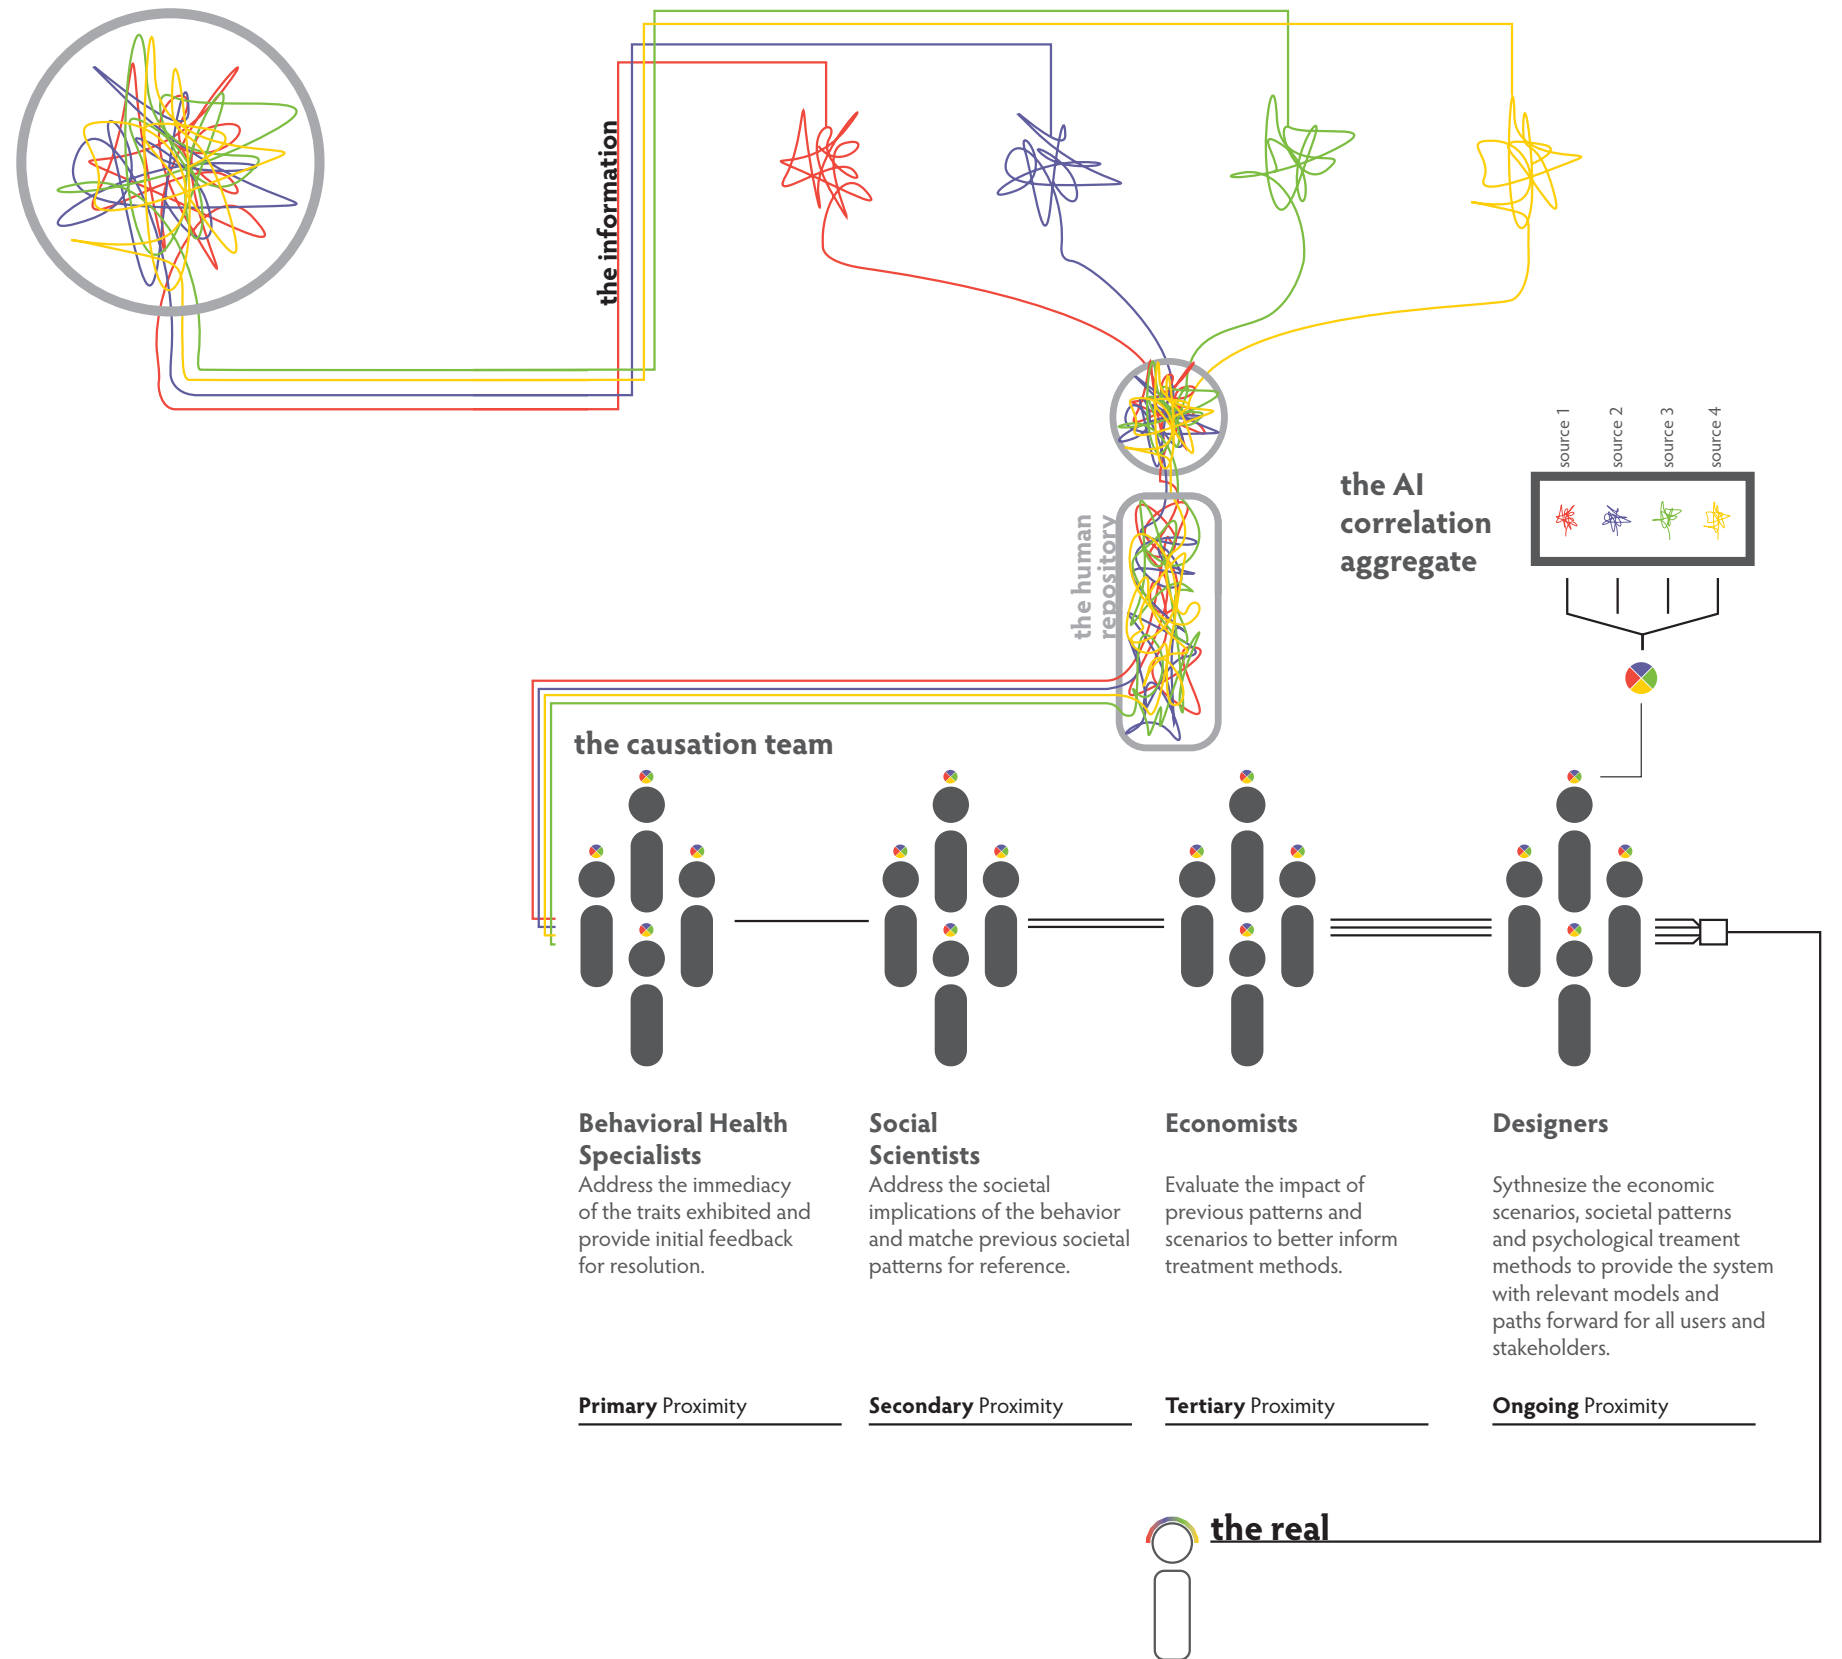 the information
source 1
source 2
source 3
source 4
the AI
correlation
aggregate
the human
repository
the causation team
Behavioral Health
Specialists
Address the immediacy
of the traits exhibited and
provide initial feedback
for resolution.
Primary Proximity
Social
Scientists
Address the societal
implications of the behavior
and matche previous societal
patterns for reference.
Secondary Proximity
Economists
Evaluate the impact of
previous patterns and
scenarios to better inform
treatment methods.
Tertiary Proximity
Designers
Sythnesize the economic
scenarios, societal patterns
and psychological treament
methods to provide the system
with relevant models and
paths forward for all users and
stakeholders.
Ongoing Proximity
the real